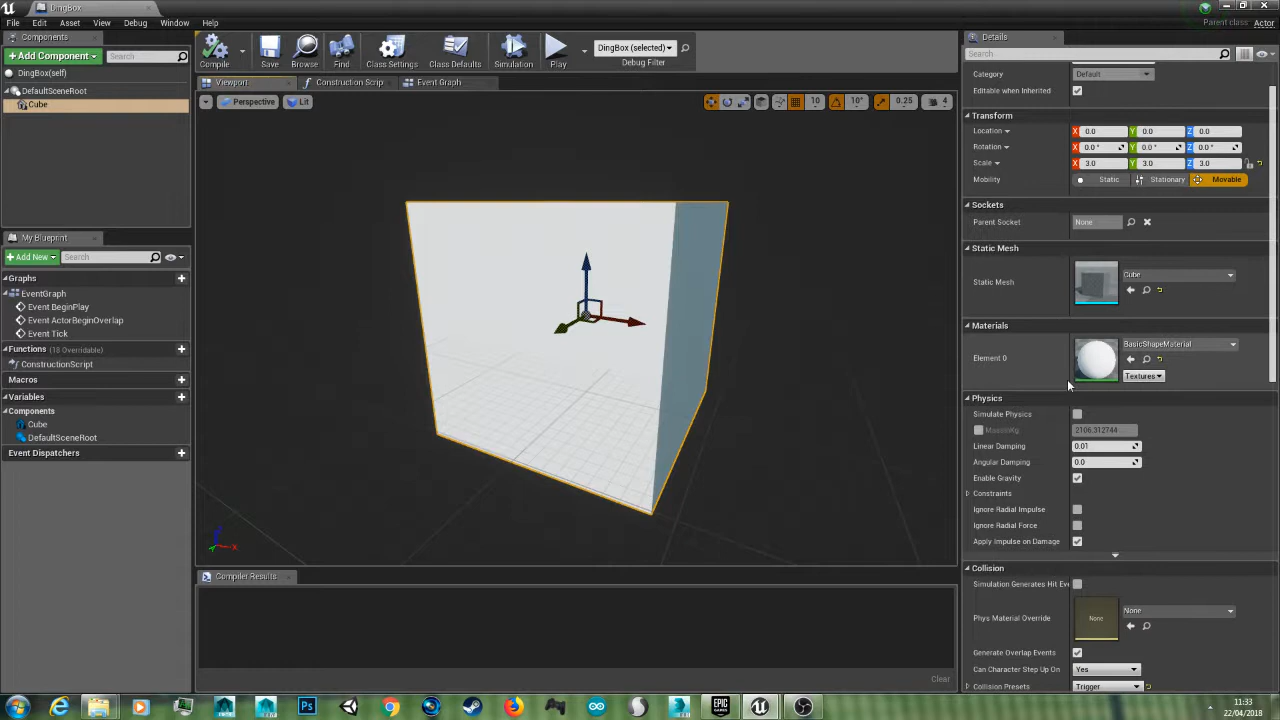 DingBox
File Edit Asset View Debug Window Help
Parent class: Actor
Components
+ Add Component
Search
DingBox(self)
DefaultSceneRoot
Cube
My Blueprint
+ Add New
Search
Graphs
EventGraph
Event BeginPlay
Event ActorBeginOverlap
Event Tick
Functions (18 Overridable)
ConstructionScript
Macros
Variables
Components
Cube
DefaultSceneRoot
Event Dispatchers
Compile
Save
Browse
Find
Class Settings
Class Defaults
Simulation
Play
DingBox (selected)
Debug Filter
Viewport
Construction Scrip
Event Graph
Perspective
Lit
10
10°
0.25
4
Compiler Results
Clear
Details
Search
Category Default
Editable when Inherited
Transform
Location X 0.0 Y 0.0 Z 0.0
Rotation X 0.0 ° Y 0.0 ° Z 0.0 °
Scale X 3.0 Y 3.0 Z 3.0
Mobility Static Stationary Movable
Sockets
Parent Socket None
Static Mesh
Static Mesh Cube
Materials
Element 0 BasicShapeMaterial
Textures
Physics
Simulate Physics
MassInKg 2106.312744
Linear Damping 0.01
Angular Damping 0.0
Enable Gravity
Constraints
Ignore Radial Impulse
Ignore Radial Force
Apply Impulse on Damage
Collision
Simulation Generates Hit Eve
Phys Material Override None None
Generate Overlap Events
Can Character Step Up On Yes
Collision Presets Trigger
Ps
EPIC GAMES
11:33
22/04/2018